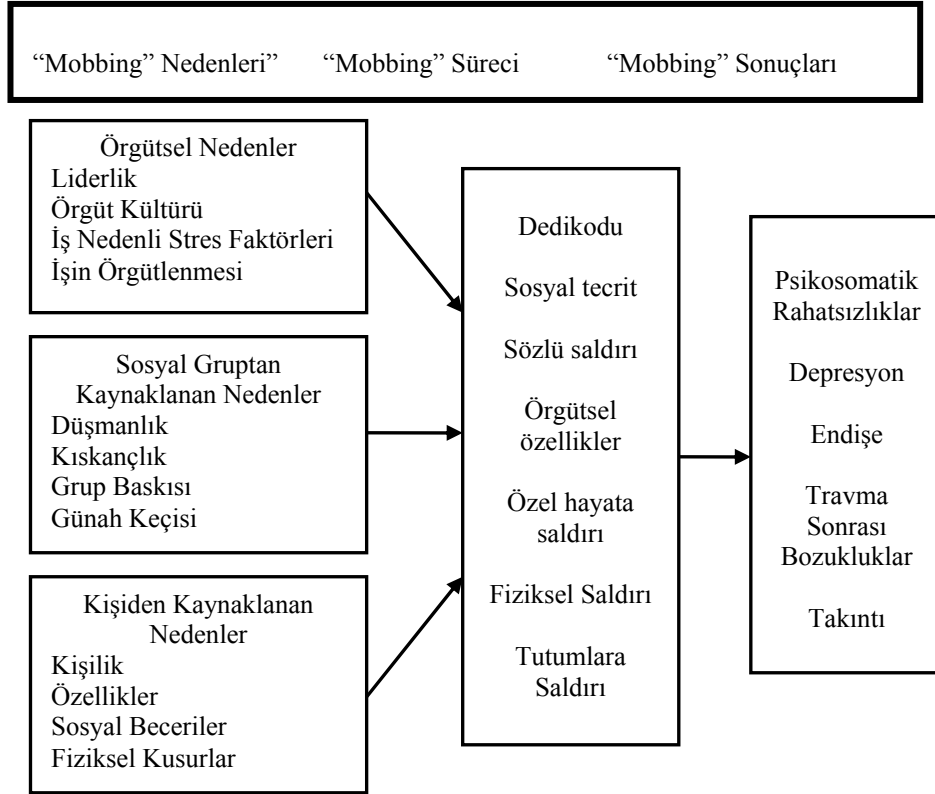 “Mobbing” Nedenleri” “Mobbing” Süreci “Mobbing” Sonuçları
Örgütsel Nedenler
Liderlik
Örgüt Kültürü
İş Nedenli Stres Faktörleri
İşin Örgütlenmesi
Sosyal Gruptan
Kaynaklanan Nedenler
Düşmanlık
Kıskançlık
Grup Baskısı
Günah Keçisi
Kişiden Kaynaklanan
Nedenler
Kişilik
Özellikler
Sosyal Beceriler
Fiziksel Kusurlar
Dedikodu
Sosyal tecrit
Sözlü saldırı
Örgütsel
özellikler
Özel hayata
saldırı
Fiziksel Saldırı
Tutumlara
Saldırı
Psikosomatik
Rahatsızlıklar
Depresyon
Endişe
Travma
Sonrası
Bozukluklar
Takıntı